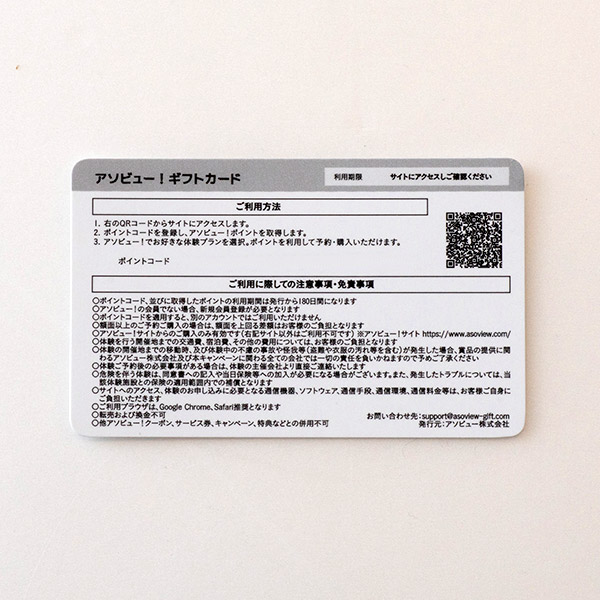 アソビュー！ギフトカード
利用期限 サイトにアクセスしご確認ください
ご利用方法
1. 右のQRコードからサイトにアクセスします。
2. ポイントコードを登録し、アソビュー！ポイントを取得します。
3. アソビュー！でお好きな体験プランを選択。ポイントを利用して予約・購入いただけます。
ポイントコード
ご利用に際しての注意事項・免責事項
○ポイントコード、並びに取得したポイントの利用期間は発行から180日間になります
○アソビュー！の会員でない場合、新規会員登録が必要となります
○ポイントコードを適用すると、別のアカウントではご利用いただけません
○額面以上のご予約ご購入の場合は、額面を上回る差額はお客様のご負担となります
○アソビュー！サイトからのご購入のみ有効です（右記サイト以外はご利用不可です）※アソビュー！サイト https://www.asoview.com/
○体験を行う開催地までの交通費、宿泊費、その他の費用については、お客様のご負担となります
○体験の開催地までの移動時、及び体験中の不慮の事故や怪我等（盗難や衣服の汚れ等を含む）が発生した場合、賞品の提供に関
わるアソビュー株式会社及び本キャンペーンに関わる全ての会社では一切の責任を負いかねますので予めご了承ください
○体験ご予約後の必要事項がある場合は、体験の主催会社より直接ご連絡いたします
○危険を伴う体験は、同意書への記入や当日保険等への加入が必要になる場合がございます。また、発生したトラブルについては、当
該体験施設との保険の適用範囲内での補償となります
○サイトへのアクセス、体験のお申し込みに必要となる通信機器、ソフトウェア、通信手段、通信環境、通信料金等は、お客様ご自身に
ご負担いただきます
○ご利用ブラウザは、Google Chrome、Safari推奨となります
○転売および換金不可
○他アソビュー！クーポン、サービス券、キャンペーン、特典などとの併用不可
お問い合わせ先：support@asoview-gift.com
発行元：アソビュー株式会社